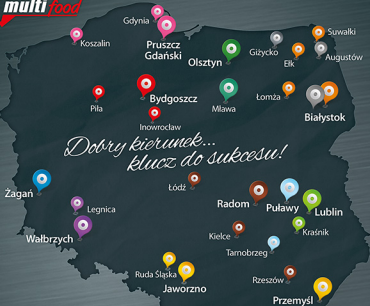 multi food
Gdynia
Koszalin
Pruszcz
Gdański
Suwałki
Giżycko
Olsztyn
Ełk
Augustów
Piła
Bydgoszcz
Mława
Łomża
Inowrocław
Białystok
Dobry kierunek...
klucz do sukcesu!
Łódź
Żagań
Radom
Puławy
Legnica
Lublin
Wałbrzych
Kielce
Kraśnik
Tarnobrzeg
Ruda Śląska
Jaworzno
Rzeszów
Przemyśl